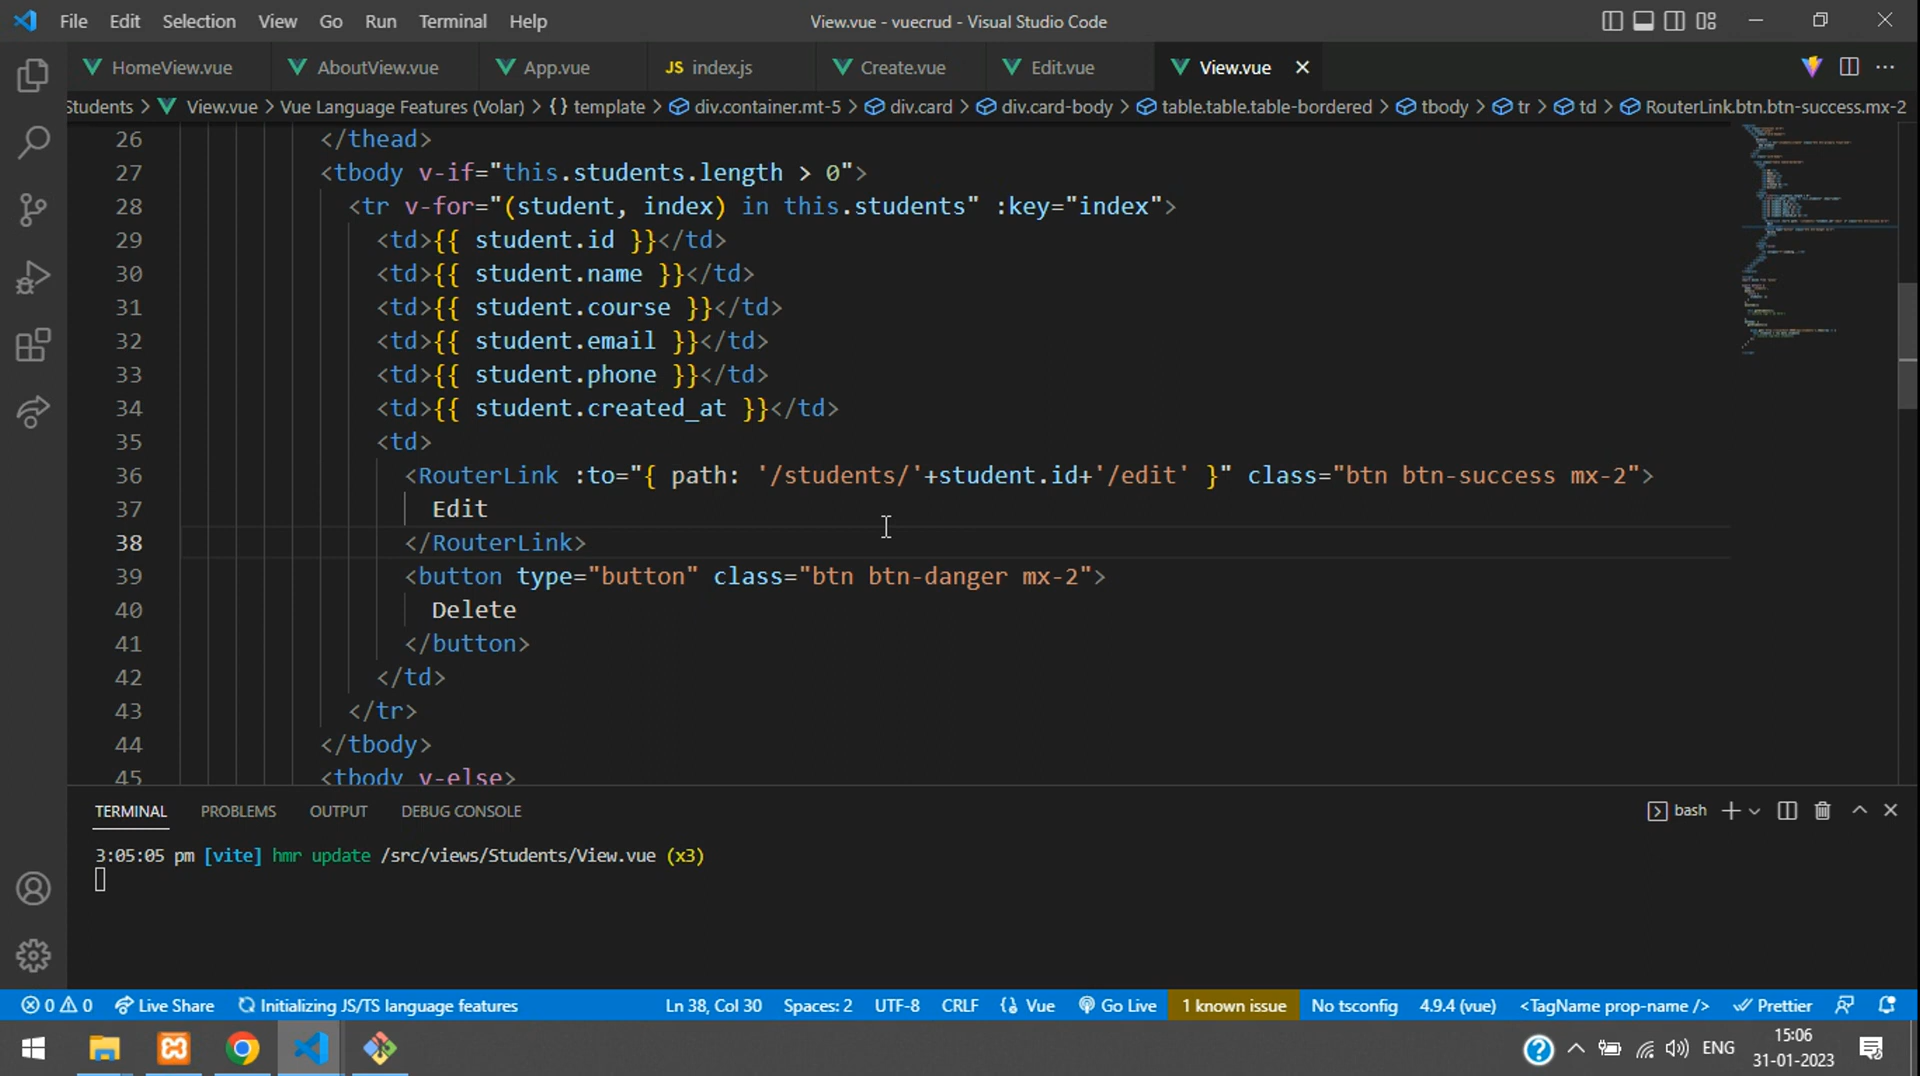 File Edit Selection View Go Run Terminal Help View.vue - vuecrud - Visual Studio Code
HomeView.vue AboutView.vue App.vue JS index.js Create.vue Edit.vue View.vue
Students > View.vue > Vue Language Features (Volar) > {} template > div.container.mt-5 > div.card > div.card-body > table.table.table-bordered > tbody > tr > td > RouterLink.btn.btn-success.mx-2
26 </thead>
27 <tbody v-if="this.students.length > 0">
28 <tr v-for="(student, index) in this.students" :key="index">
29 <td>{{ student.id }}</td>
30 <td>{{ student.name }}</td>
31 <td>{{ student.course }}</td>
32 <td>{{ student.email }}</td>
33 <td>{{ student.phone }}</td>
34 <td>{{ student.created_at }}</td>
35 <td>
36 <RouterLink :to="{ path: '/students/'+student.id+'/edit' }" class="btn btn-success mx-2">
37 Edit
38 </RouterLink>
39 <button type="button" class="btn btn-danger mx-2">
40 Delete
41 </button>
42 </td>
43 </tr>
44 </tbody>
45 <tbody v-else>
TERMINAL PROBLEMS OUTPUT DEBUG CONSOLE bash
3:05:05 pm [vite] hmr update /src/views/Students/View.vue (x3)
0 0 Live Share Initializing JS/TS language features Ln 38, Col 30 Spaces: 2 UTF-8 CRLF Vue Go Live 1 known issue No tsconfig 4.9.4 (vue) <TagName prop-name /> Prettier
ENG 15:06
31-01-2023